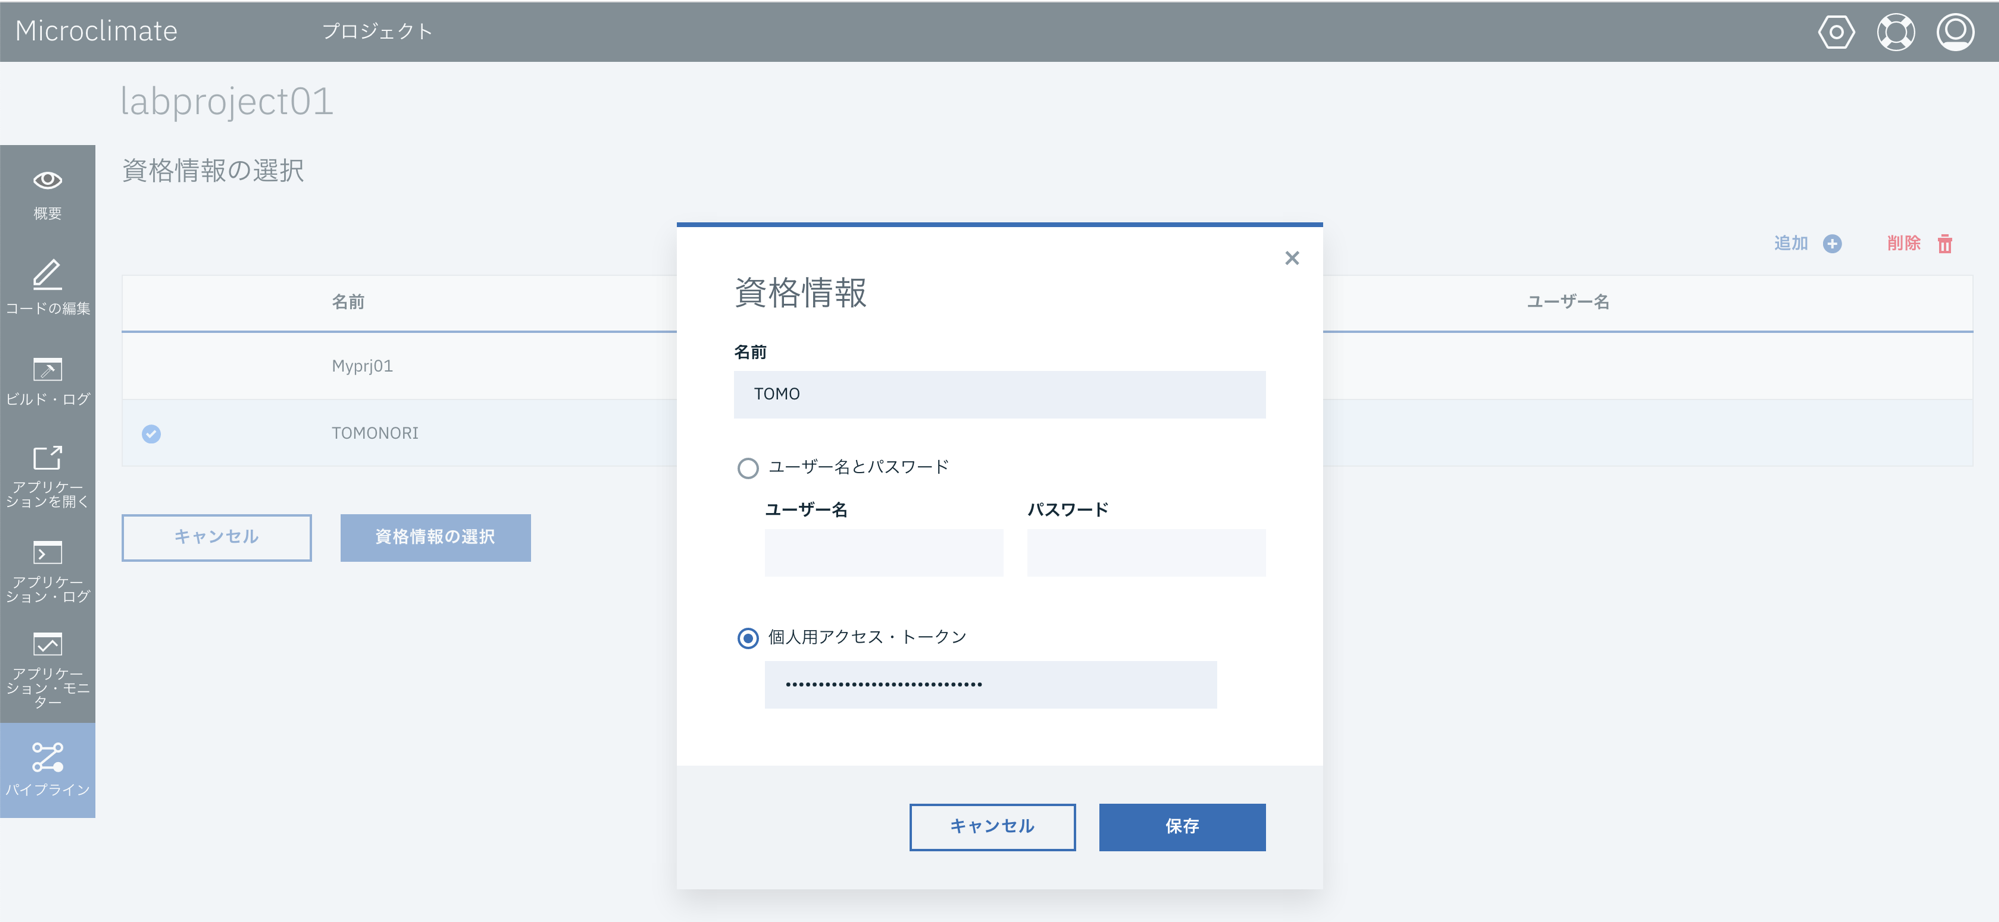 Microclimate
プロジェクト
labproject01
資格情報の選択
概要
コードの編集
ビルド・ログ
アプリケー
ションを開く
アプリケー
ション・ログ
アプリケー
ション・モニ
ター
パイプライン
追加
削除
名前
ユーザー名
Myprj01
TOMONORI
キャンセル
資格情報の選択
資格情報
名前
TOMO
ユーザー名とパスワード
ユーザー名
パスワード
個人用アクセス・トークン
••••••••••••••••••••••••••••••
キャンセル
保存